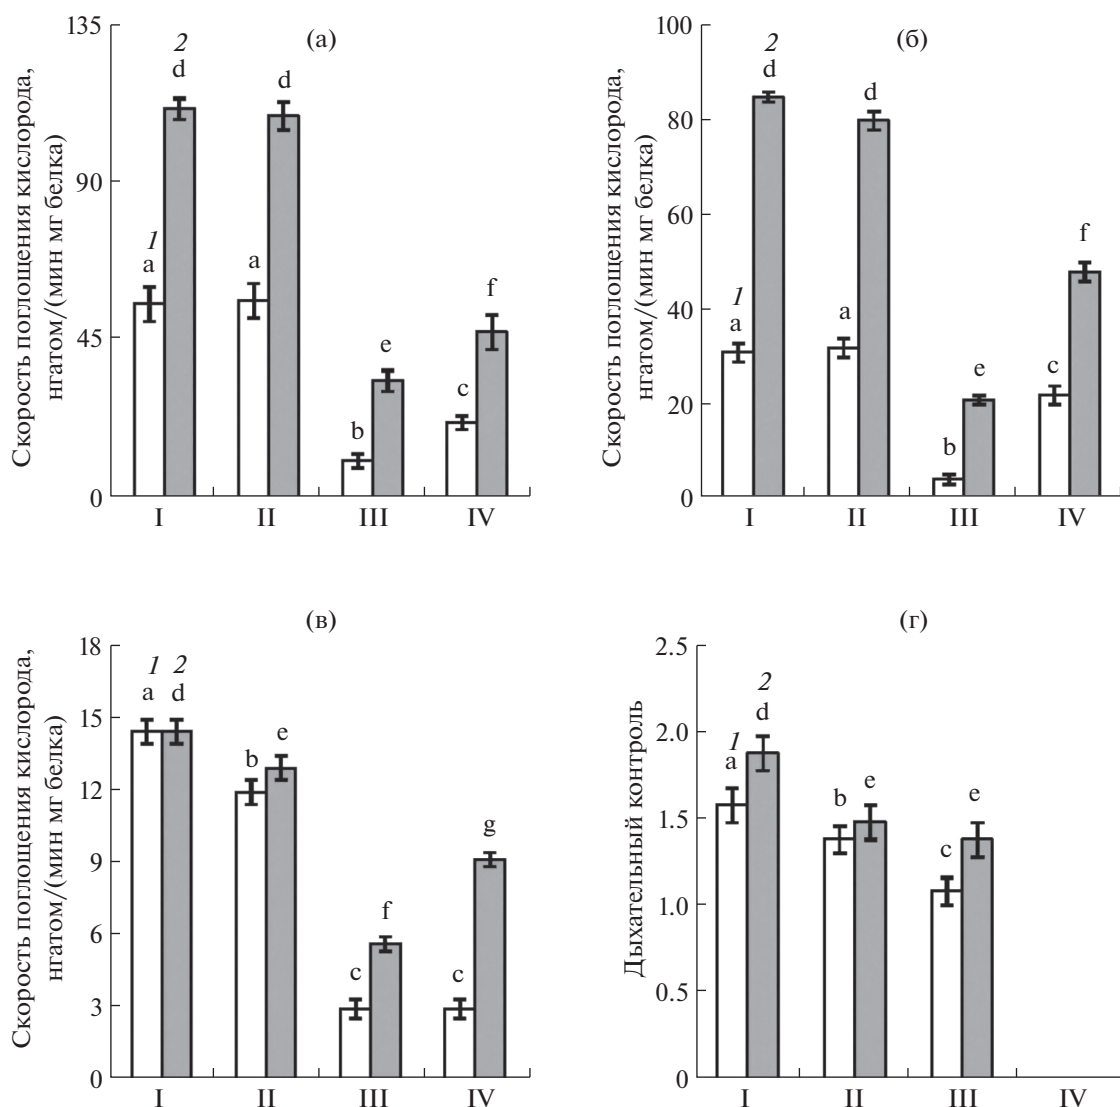 (а)
Скорость поглощения кислорода,
нгатом/(мин мг белка)
135
90
45
0
1
a
2
d
a
d
b
e
c
f
I II III IV
(б)
Скорость поглощения кислорода,
нгатом/(мин мг белка)
100
80
60
40
20
0
1
a
2
d
a
d
b
e
c
f
I II III IV
(в)
Скорость поглощения кислорода,
нгатом/(мин мг белка)
18
15
12
9
6
3
0
1 2
a d
b
e
c
f
c
g
I II III IV
(г)
Дыхательный контроль
2.5
2.0
1.5
1.0
0.5
0
1
a
2
d
b
e
c
e
I II III IV